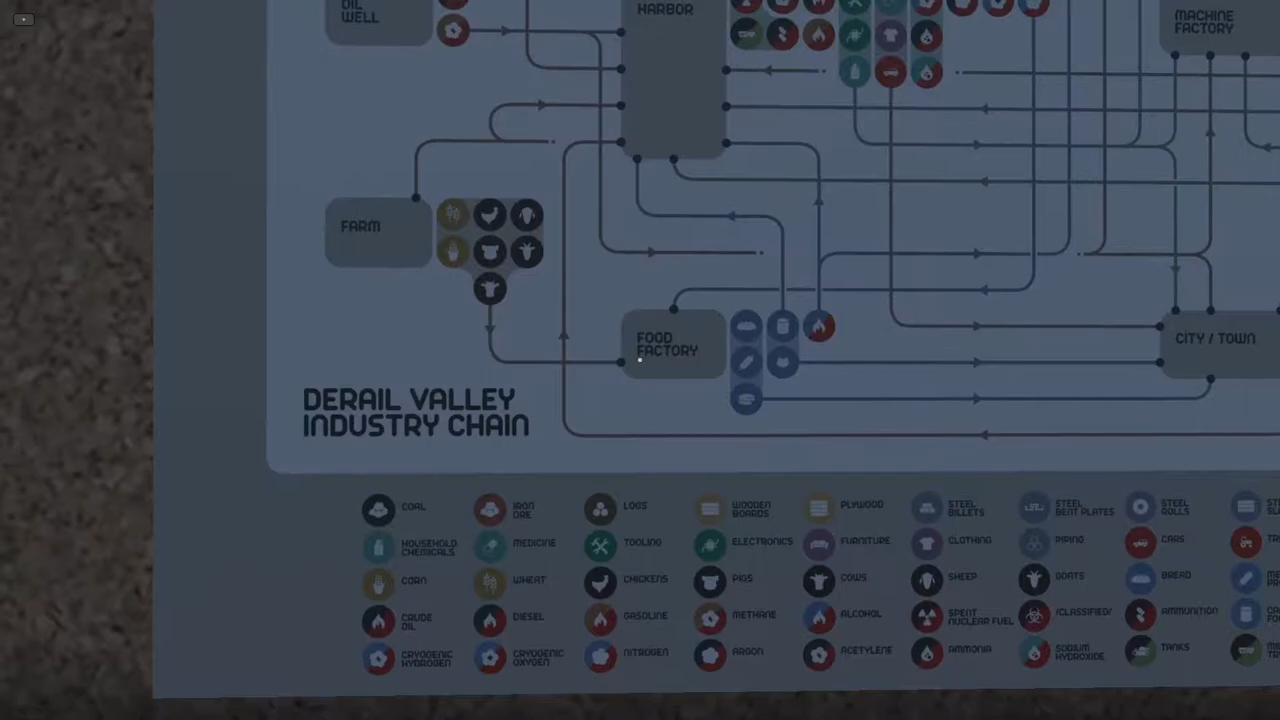 OIL
WELL
HARBOR
MACHINE
FACTORY
FARM
FOOD
FACTORY
CITY / TOWN
DERAIL VALLEY
INDUSTRY CHAIN
COAL
IRON
ORE
LOGS
WOODEN
BOARDS
PLYWOOD
STEEL
BILLETS
STEEL
BENT PLATES
STEEL
ROLLS
STEEL
HOUSEHOLD
CHEMICALS
MEDICINE
TOOLING
ELECTRONICS
FURNITURE
CLOTHING
PIPING
CARS
CORN
WHEAT
CHICKENS
PIGS
COWS
SHEEP
GOATS
BREAD
CRUDE
OIL
DIESEL
GASOLINE
METHANE
ALCOHOL
SPENT
NUCLEAR FUEL
/CLASSIFIED/
AMMUNITION
CRYOGENIC
HYDROGEN
CRYOGENIC
OXYGEN
NITROGEN
ARGON
ACETYLENE
AMMONIA
SODIUM
HYDROXIDE
TANKS